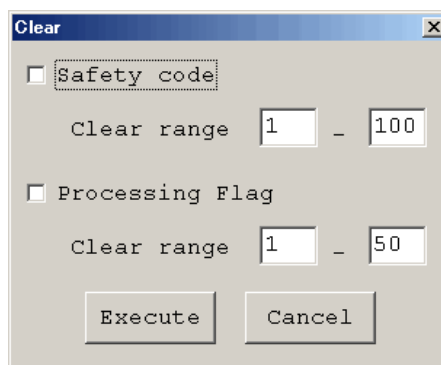 Clear
Safety code
Clear range 1 - 100
Processing Flag
Clear range 1 - 50
Execute Cancel